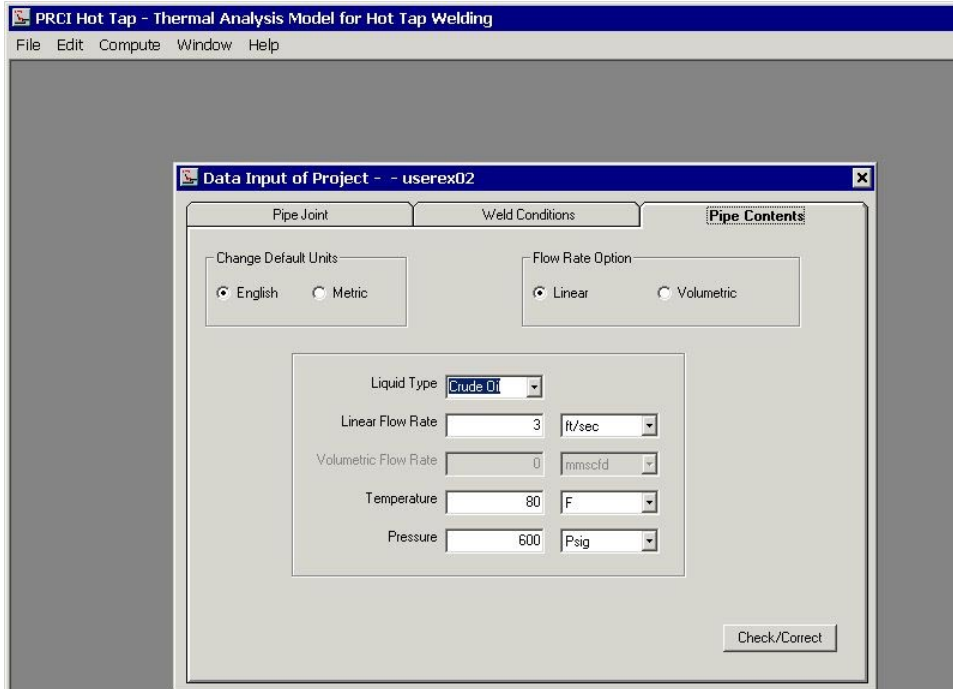 PRCI Hot Tap - Thermal Analysis Model for Hot Tap Welding
File Edit Compute Window Help
Data Input of Project - - userex02
Pipe Joint Weld Conditions Pipe Contents
Change Default Units Flow Rate Option
English Metric Linear Volumetric
Liquid Type Crude Oil
Linear Flow Rate 3 ft/sec
Volumetric Flow Rate 0 mmscfd
Temperature 80 F
Pressure 600 Psig
Check/Correct